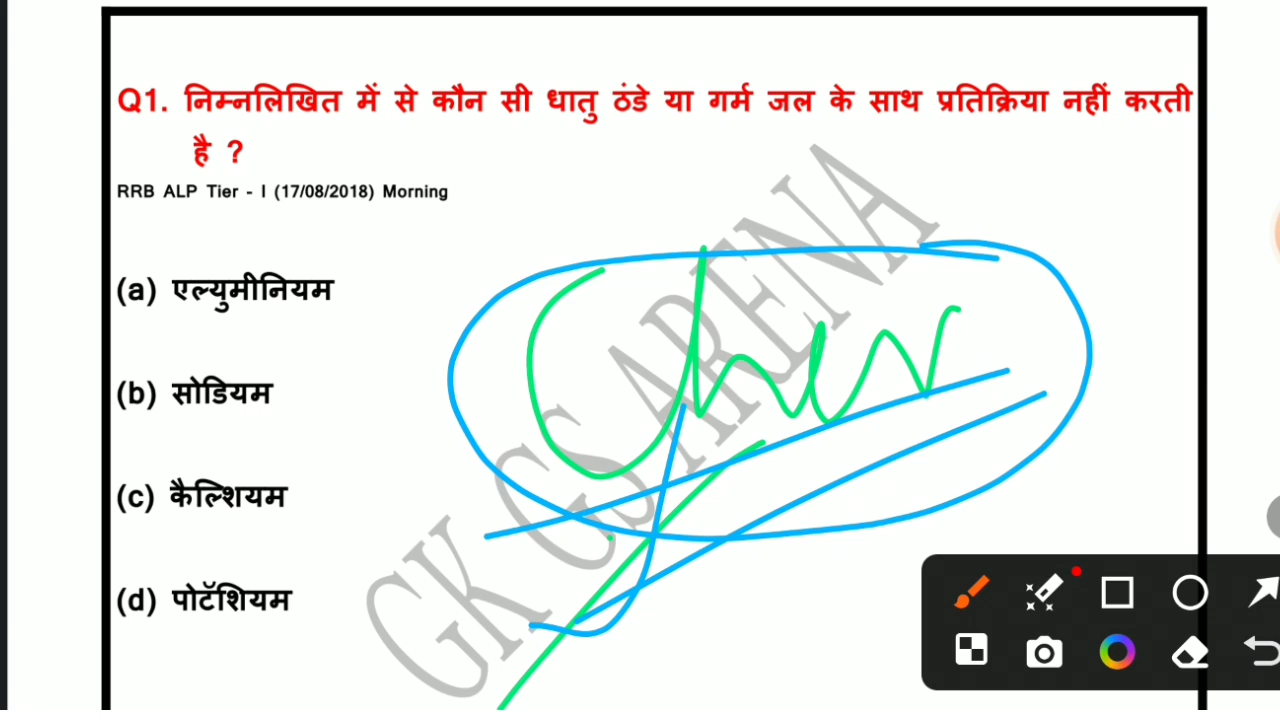 Q1. निम्नलिखित में से कौन सी धातु ठंडे या गर्म जल के साथ प्रतिक्रिया नहीं करती
है ?
RRB ALP Tier - I (17/08/2018) Morning
(a) एल्युमीनियम
(b) सोडियम
(c) कैल्शियम
(d) पोटॅशियम
GK GS ARENA